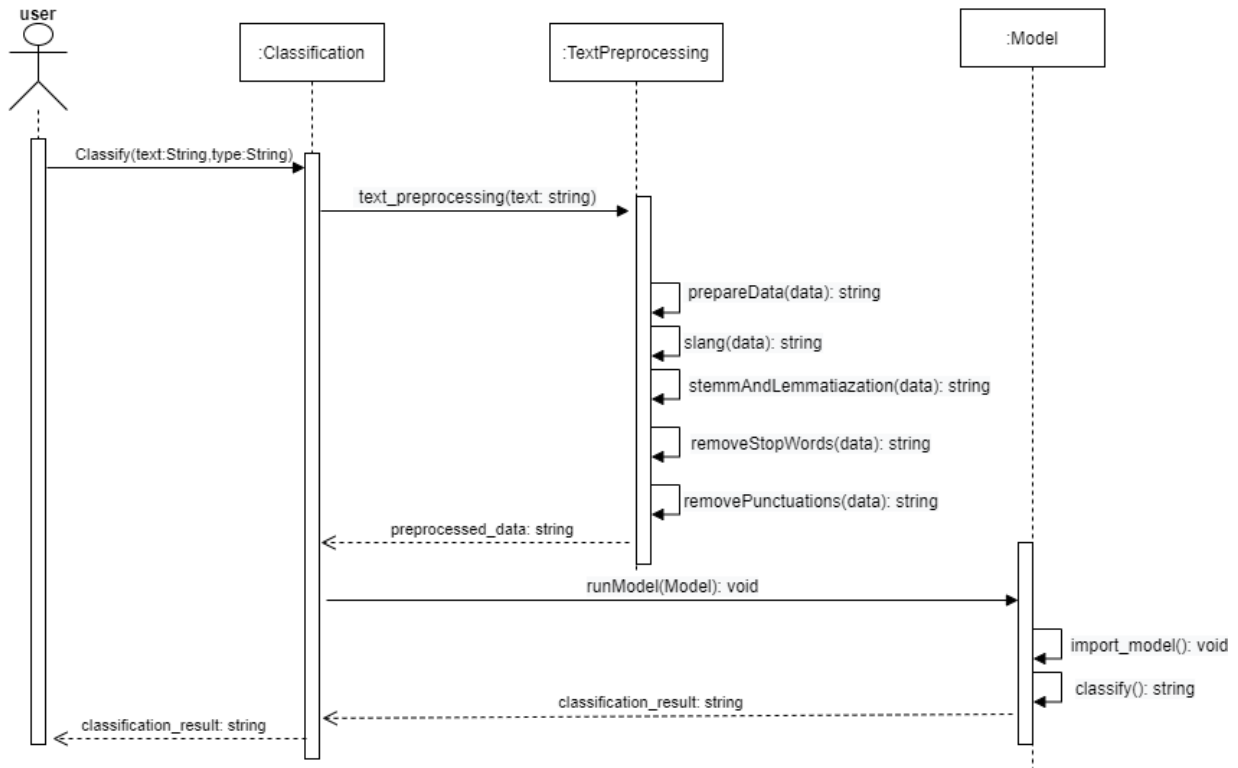 user
:Classification
:TextPreprocessing
:Model
Classify(text:String,type:String)
text_preprocessing(text: string)
prepareData(data): string
slang(data): string
stemmAndLemmatiazation(data): string
removeStopWords(data): string
removePunctuations(data): string
preprocessed_data: string
runModel(Model): void
import_model(): void
classify(): string
classification_result: string
classification_result: string